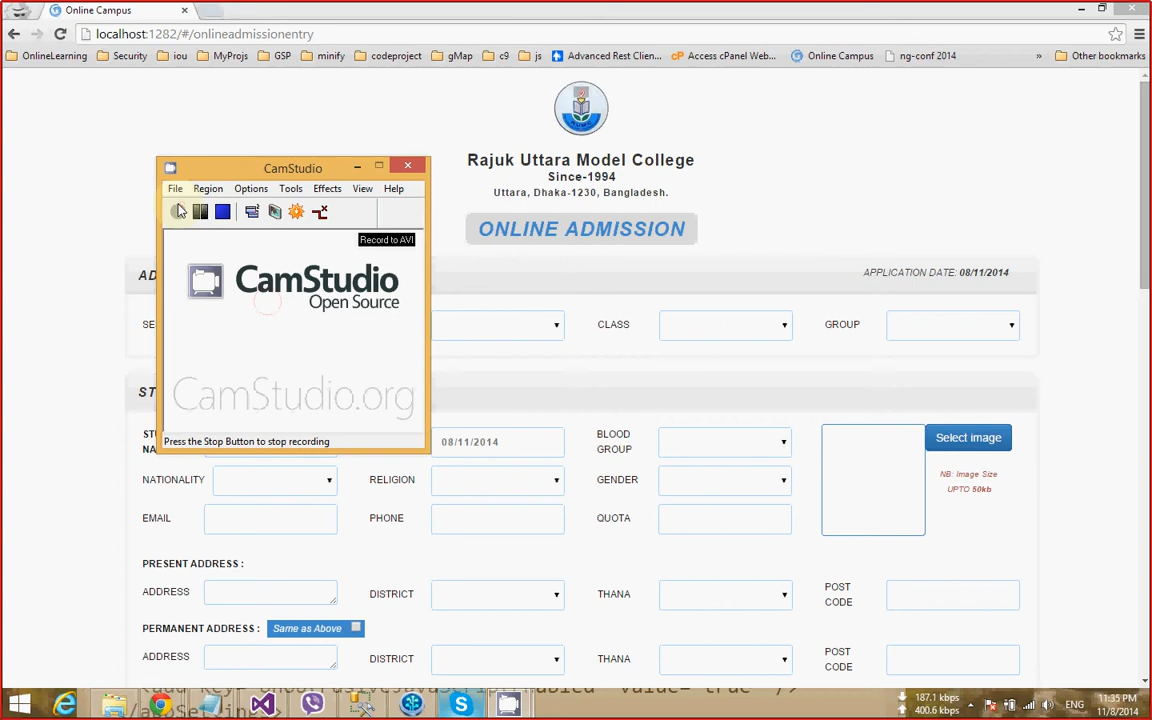 Online Campus
localhost:1282/#/onlineadmissionentry
OnlineLearning Security iou MyProjs GSP minify codeproject gMap c9 js Advanced Rest Clien... Access cPanel Web... Online Campus ng-conf 2014 » Other bookmarks
Rajuk Uttara Model College
Since-1994
Uttara, Dhaka-1230, Bangladesh.
ONLINE ADMISSION
CamStudio
File Region Options Tools Effects View Help
Record to AVI
CamStudio
Open Source
CamStudio.org
Press the Stop Button to stop recording
AD
APPLICATION DATE: 08/11/2014
SE CLASS GROUP
ST
08/11/2014 BLOOD GROUP Select image
NATIONALITY RELIGION GENDER NB: Image Size
UPTO 50kb
EMAIL PHONE QUOTA
PRESENT ADDRESS :
ADDRESS DISTRICT THANA POST CODE
PERMANENT ADDRESS : Same as Above
ADDRESS DISTRICT THANA POST CODE
187.1 kbps
400.6 kbps
ENG
11:35 PM
11/8/2014